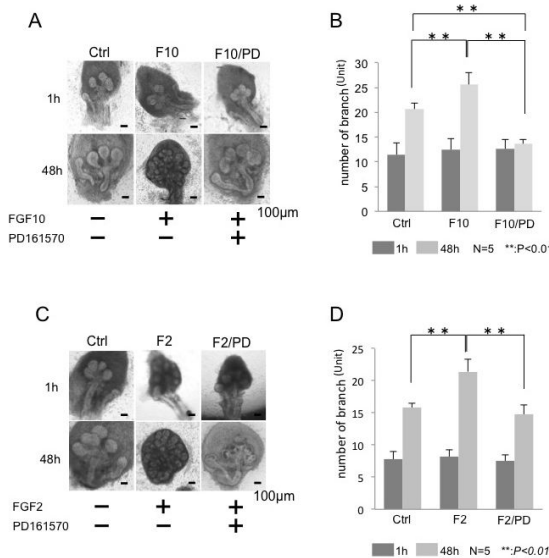 A
Ctrl F10 F10/PD
1h
48h
FGF10 − + +
100μm
PD161570 − − +
B
** 
** **
number of branch (Unit)
30
25
20
15
10
5
0
Ctrl F10 F10/PD
1h 48h N=5 **:P<0.01
C
Ctrl F2 F2/PD
1h
48h
FGF2 − + +
100μm
PD161570 − − +
D
** **
number of branch (Unit)
25
20
15
10
5
0
Ctrl F2 F2/PD
1h 48h N=5 **:P<0.01